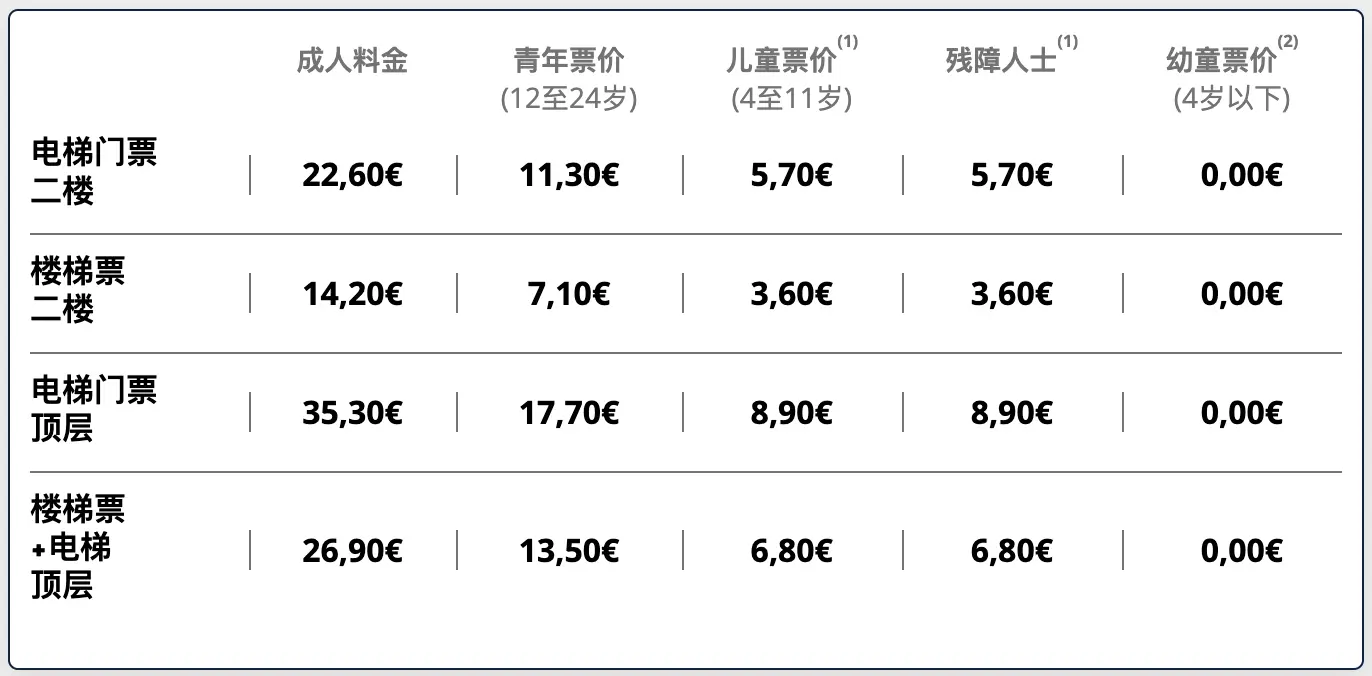 成人料金 青年票价 儿童票价(1) 残障人士(1) 幼童票价(2)
(12至24岁) (4至11岁) (4岁以下)
电梯门票
二楼
22,60€ 11,30€ 5,70€ 5,70€ 0,00€
楼梯票
二楼
14,20€ 7,10€ 3,60€ 3,60€ 0,00€
电梯门票
顶层
35,30€ 17,70€ 8,90€ 8,90€ 0,00€
楼梯票
+电梯
顶层
26,90€ 13,50€ 6,80€ 6,80€ 0,00€